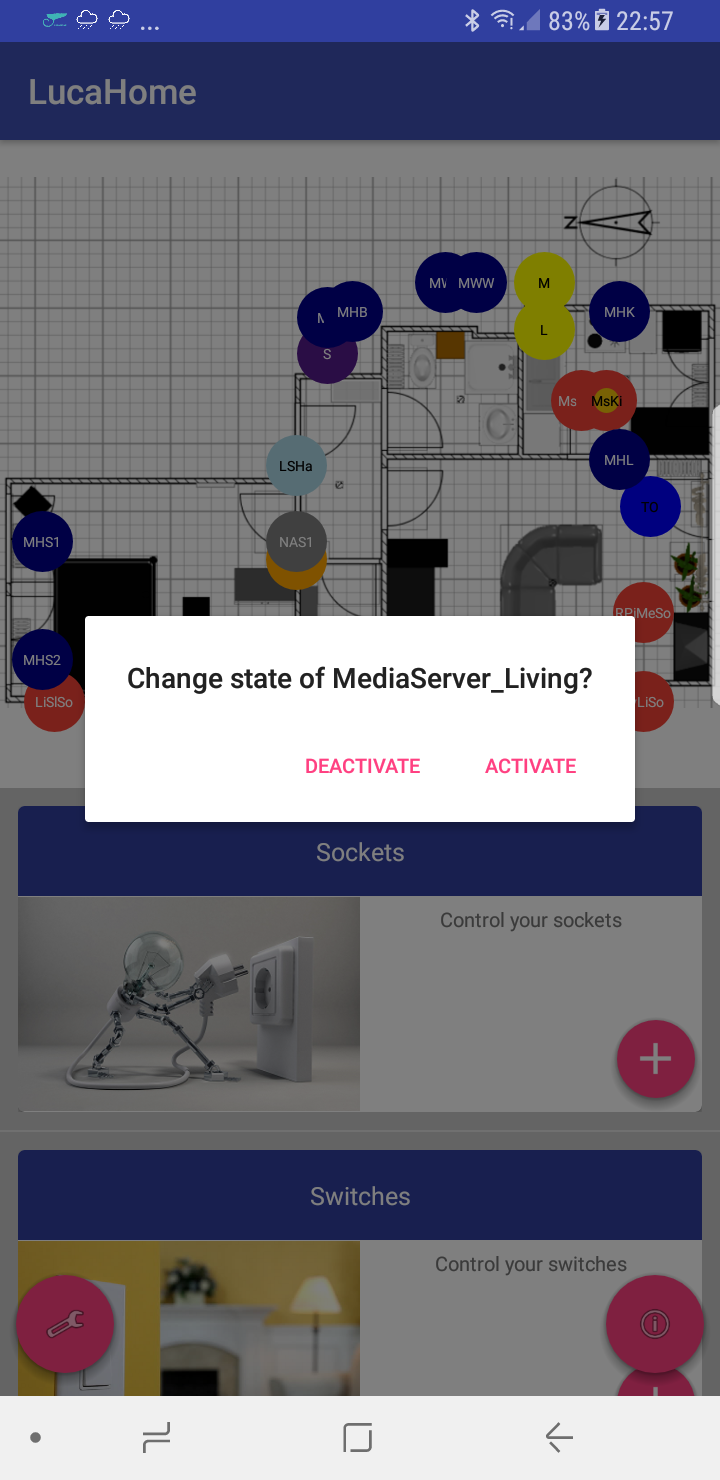 ... 83% 22:57
LucaHome
Z
MWW M
MHB MHK
L
S
Ms MsKi
LSHa MHL
TO
MHS1 NAS1
RPiMeSo
MHS2
LiSlSo LiSo
Change state of MediaServer_Living?
DEACTIVATE ACTIVATE
Sockets
Control your sockets
Switches
Control your switches